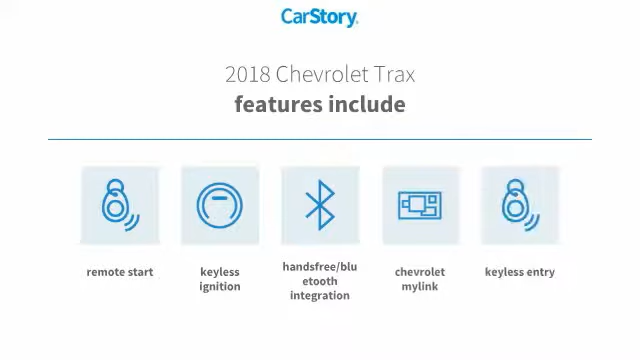 CarStory.
2018 Chevrolet Trax
features include
remote start
keyless
ignition
handsfree/blu
etooth
integration
chevrolet
mylink
keyless entry